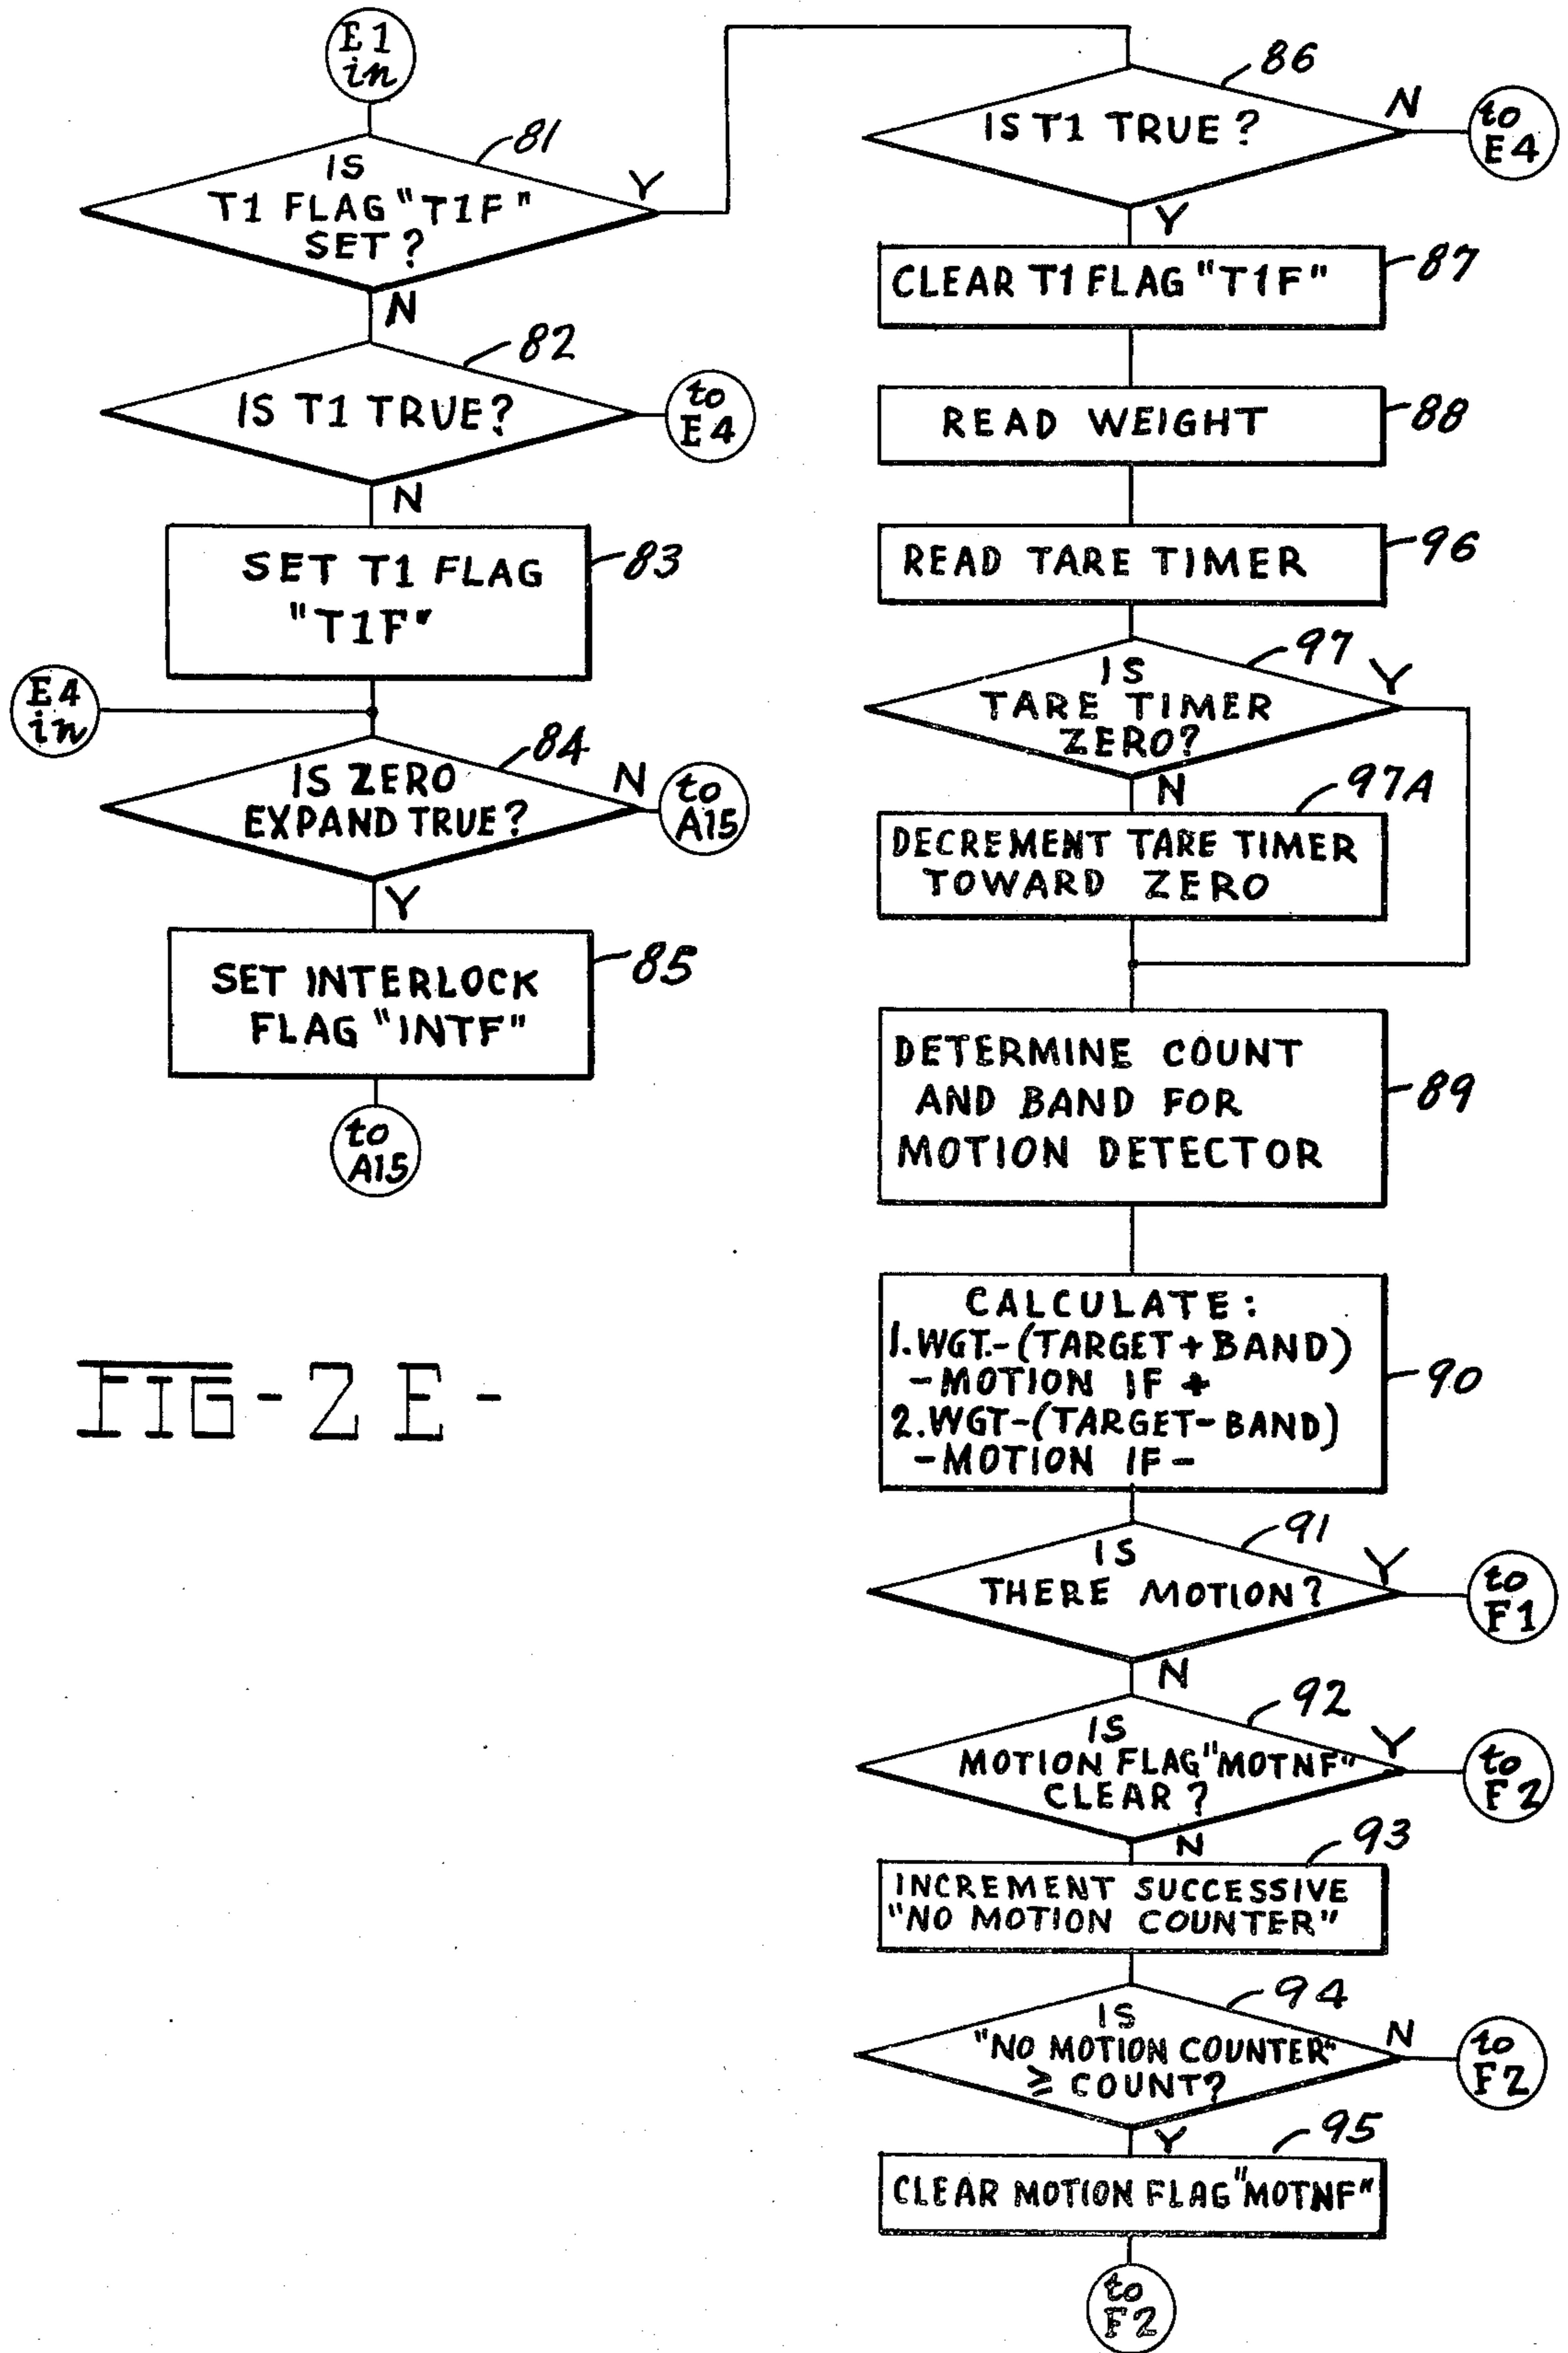 E1
in
81
IS
T1 FLAG "T1F"
SET?
Y
N
82
IS T1 TRUE?
to
E4
N
83
SET T1 FLAG
"T1F"
E4
in
84
IS ZERO
EXPAND TRUE?
N
to
A15
Y
85
SET INTERLOCK
FLAG "INTF"
to
A15
FIG-2E-
86
IS T1 TRUE?
N
to
E4
Y
CLEAR T1 FLAG "T1F"
87
READ WEIGHT
88
READ TARE TIMER
96
97
IS
TARE TIMER
ZERO?
Y
N
97A
DECREMENT TARE TIMER
TOWARD ZERO
DETERMINE COUNT
AND BAND FOR
MOTION DETECTOR
89
CALCULATE:
1.WGT.-(TARGET+BAND)
-MOTION IF +
2.WGT-(TARGET-BAND)
-MOTION IF -
90
91
IS
THERE MOTION?
Y
to
F1
N
92
IS
MOTION FLAG "MOTNF"
CLEAR?
Y
to
F2
N
93
INCREMENT SUCCESSIVE
"NO MOTION COUNTER"
94
IS
"NO MOTION COUNTER"
≥ COUNT?
N
to
F2
Y
95
CLEAR MOTION FLAG "MOTNF"
to
F2